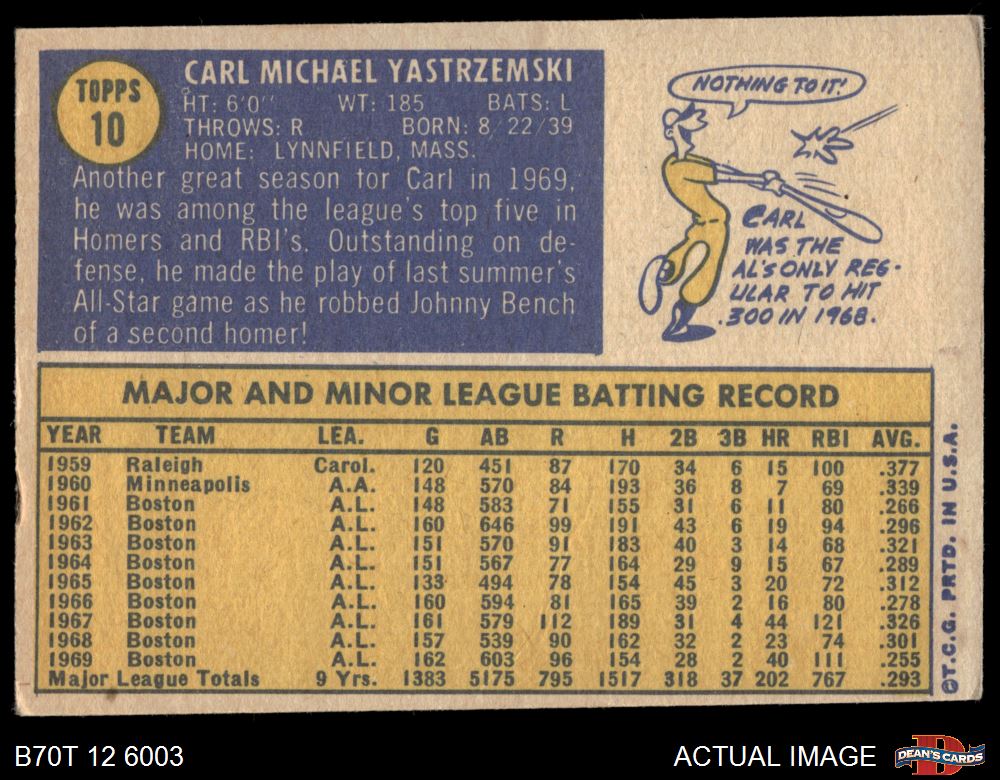 TOPPS
10
CARL MICHAEL YASTRZEMSKI
HT: 6'0" WT: 185 BATS: L
THROWS: R BORN: 8/22/39
HOME: LYNNFIELD, MASS.
Another great season for Carl in 1969,
he was among the league's top five in
Homers and RBI's. Outstanding on de-
fense, he made the play of last summer's
All-Star game as he robbed Johnny Bench
of a second homer!
NOTHING TO IT!
CARL
WAS THE
AL'S ONLY REG-
ULAR TO HIT
.300 IN 1968.
MAJOR AND MINOR LEAGUE BATTING RECORD
YEAR TEAM LEA. G AB R H 2B 3B HR RBI AVG.
1959 Raleigh Carol. 120 451 87 170 34 6 15 100 .377
1960 Minneapolis A.A. 148 570 84 193 36 8 7 69 .339
1961 Boston A.L. 148 583 71 155 31 6 11 80 .266
1962 Boston A.L. 160 646 99 191 43 6 19 94 .296
1963 Boston A.L. 151 570 91 183 40 3 14 68 .321
1964 Boston A.L. 151 567 77 164 29 9 15 67 .289
1965 Boston A.L. 133 494 78 154 45 3 20 72 .312
1966 Boston A.L. 160 594 81 165 39 2 16 80 .278
1967 Boston A.L. 161 579 112 189 31 4 44 121 .326
1968 Boston A.L. 157 539 90 162 32 2 23 74 .301
1969 Boston A.L. 162 603 96 154 28 2 40 111 .255
Major League Totals 9 Yrs. 1383 5175 795 1517 318 37 202 767 .293
©T.C.G. PRTD. IN U.S.A.
B70T 12 6003
ACTUAL IMAGE
DEAN'S CARDS